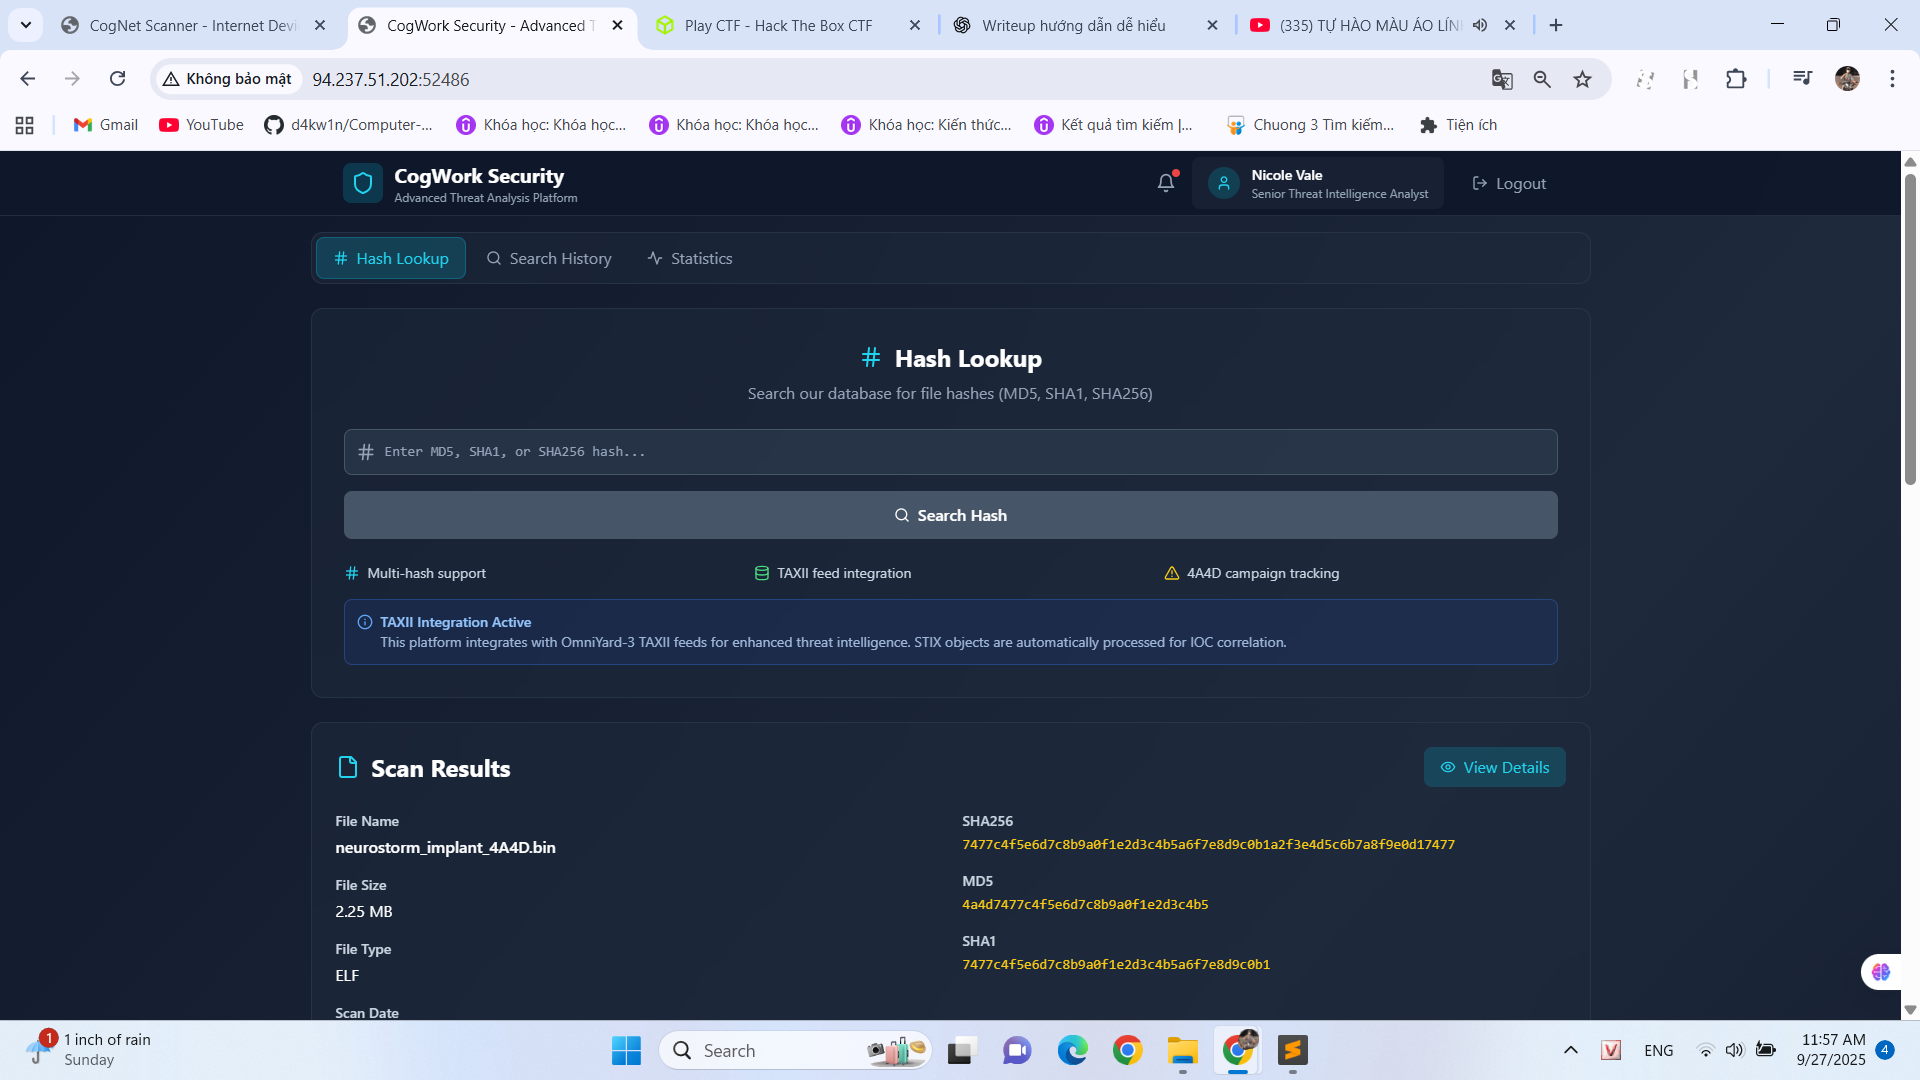 CogNet Scanner - Internet Devi
CogWork Security - Advanced T
Play CTF - Hack The Box CTF
Writeup hướng dẫn dễ hiểu
(335) TỰ HÀO MÀU ÁO LÍNH
Không bảo mật
94.237.51.202:52486
Gmail
YouTube
d4kw1n/Computer-...
Khóa học: Khóa học...
Khóa học: Khóa học...
Khóa học: Kiến thức...
Kết quả tìm kiếm |...
Chuong 3 Tìm kiếm...
Tiện ích
CogWork Security
Advanced Threat Analysis Platform
Nicole Vale
Senior Threat Intelligence Analyst
Logout
Hash Lookup
Search History
Statistics
Hash Lookup
Search our database for file hashes (MD5, SHA1, SHA256)
Enter MD5, SHA1, or SHA256 hash...
Search Hash
Multi-hash support
TAXII feed integration
4A4D campaign tracking
TAXII Integration Active
This platform integrates with OmniYard-3 TAXII feeds for enhanced threat intelligence. STIX objects are automatically processed for IOC correlation.
Scan Results
View Details
File Name
neurostorm_implant_4A4D.bin
File Size
2.25 MB
File Type
ELF
Scan Date
SHA256
7477c4f5e6d7c8b9a0f1e2d3c4b5a6f7e8d9c0b1a2f3e4d5c6b7a8f9e0d17477
MD5
4a4d7477c4f5e6d7c8b9a0f1e2d3c4b5
SHA1
7477c4f5e6d7c8b9a0f1e2d3c4b5a6f7e8d9c0b1
1
1 inch of rain
Sunday
Search
ENG
11:57 AM
9/27/2025
4